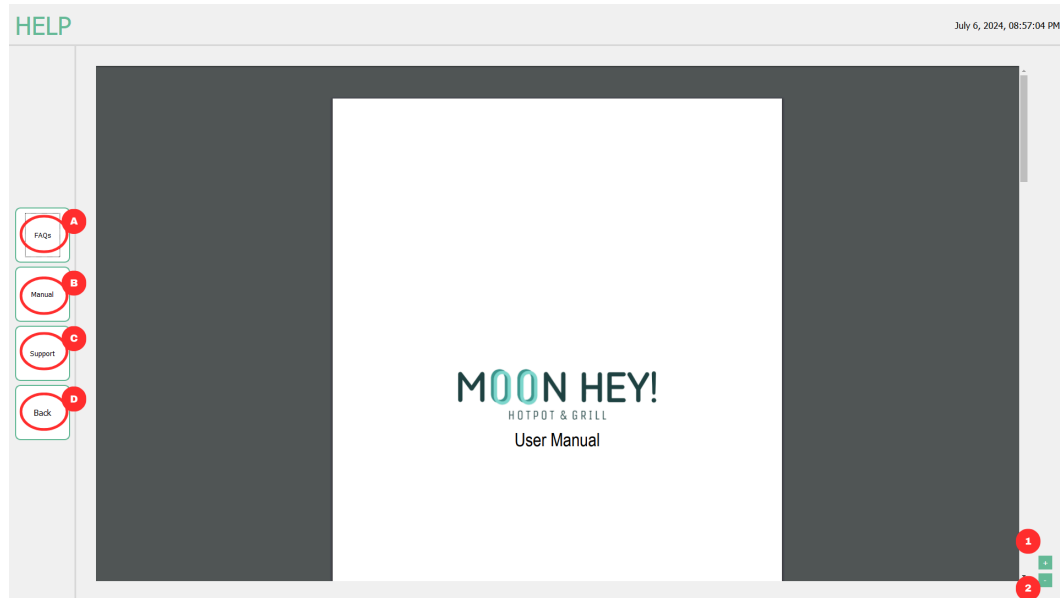 HELP
July 6, 2024, 08:57:04 PM
A
FAQs
B
Manual
C
Support
D
Back
MOON HEY!
HOTPOT & GRILL
User Manual
1
+
-
2